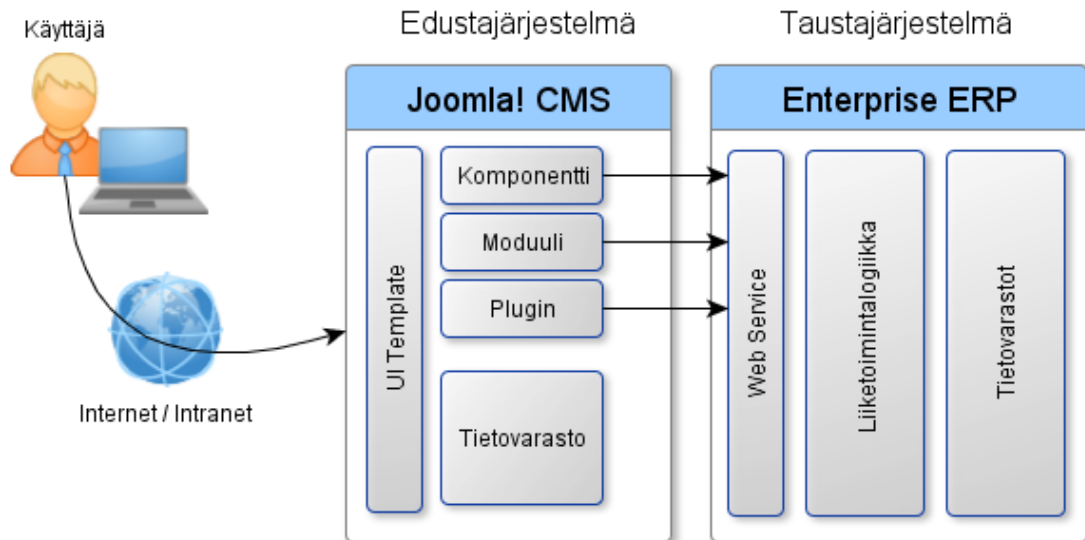 Käyttäjä
Edustajärjestelmä
Taustajärjestelmä
Joomla! CMS
Enterprise ERP
UI Template
Komponentti
Moduuli
Plugin
Tietovarasto
Web Service
Liiketoimintalogiikka
Tietovarastot
Internet / Intranet